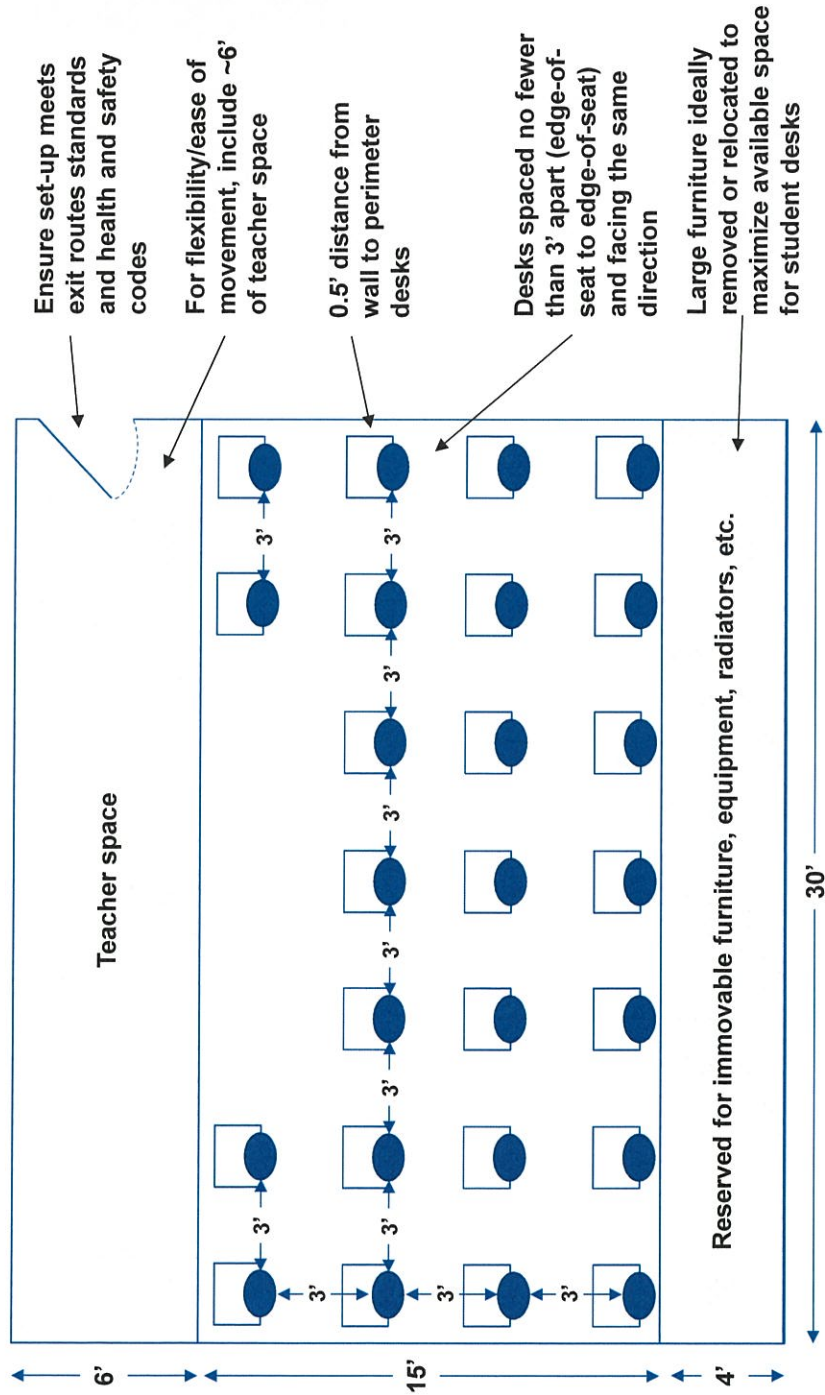 Ensure set-up meets
exit routes standards
and health and safety
codes
For flexibility/ease of
movement, include ~6'
of teacher space
0.5' distance from
wall to perimeter
desks
Desks spaced no fewer
than 3' apart (edge-of-
seat to edge-of-seat)
and facing the same
direction
Large furniture ideally
removed or relocated to
maximize available space
for student desks
Teacher space
3'
3'
3'
3'
3'
3'
3'
3'
3'
3'
3'
Reserved for immovable furniture, equipment, radiators, etc.
6'
15'
4'
30'